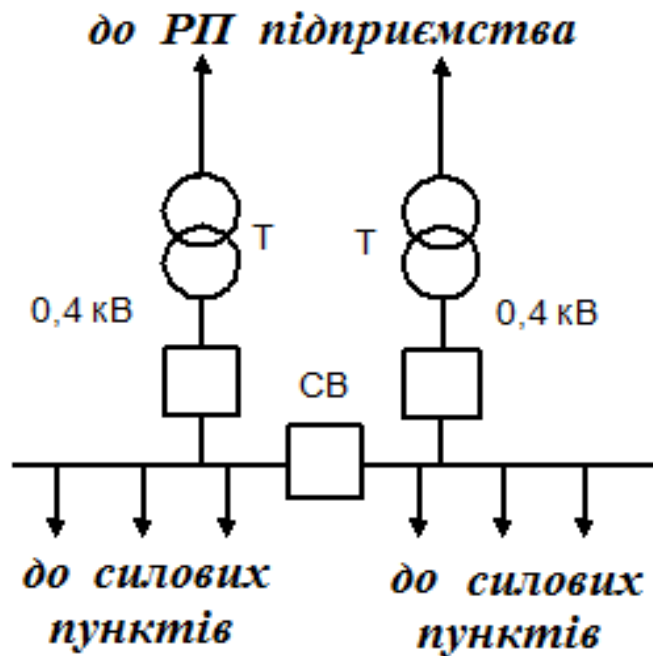 до РП підприємства
Т
Т
0,4 кВ
0,4 кВ
СВ
до силових
пунктів
до силових
пунктів